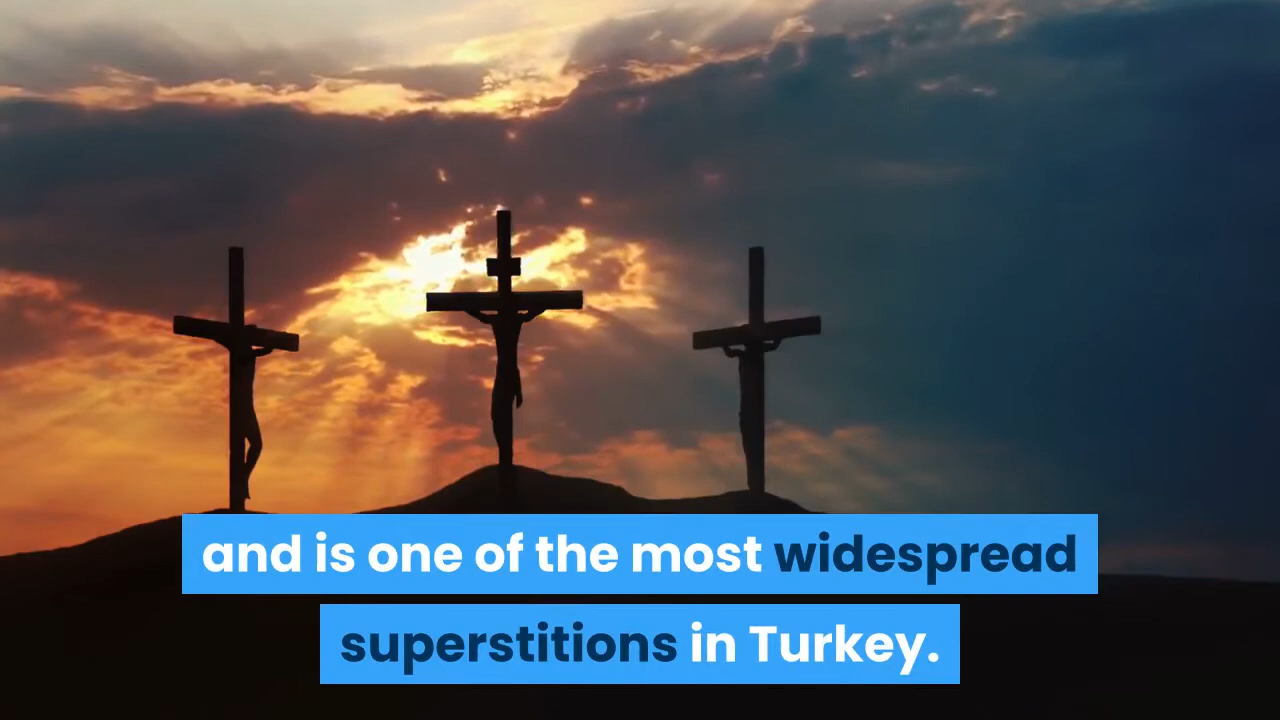 and is one of the most widespread
superstitions in Turkey.